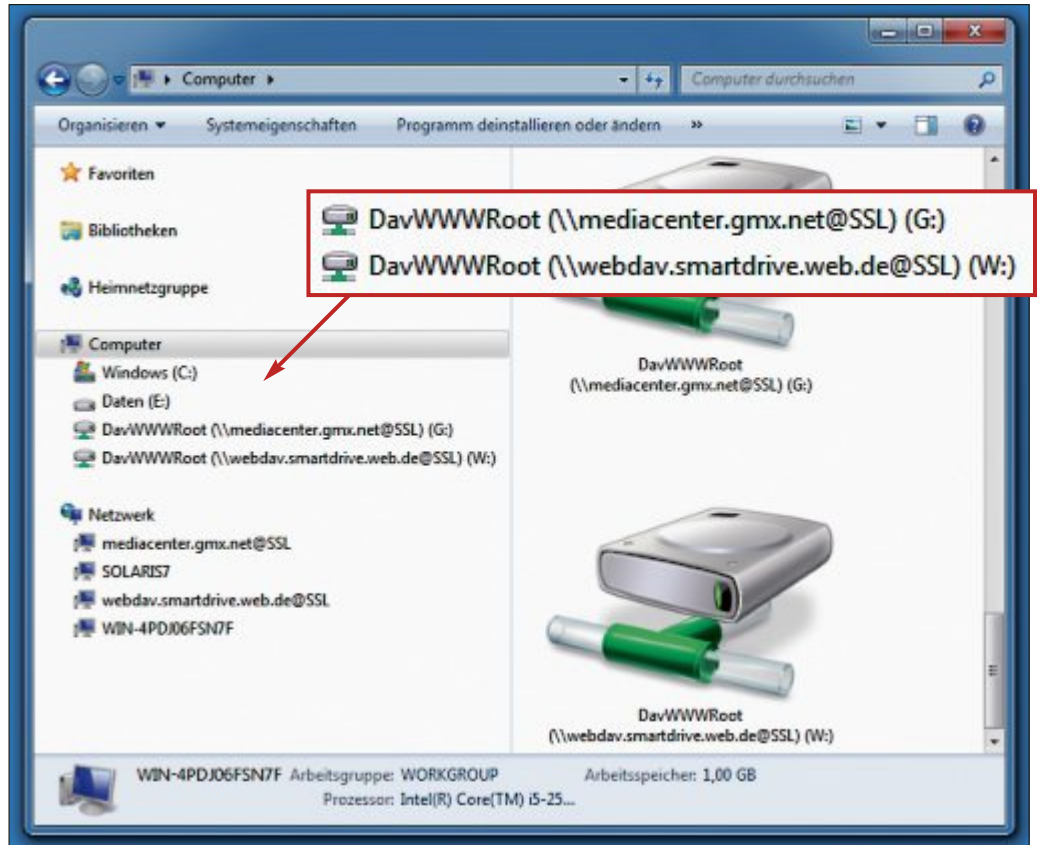 Computer
Computer durchsuchen
Organisieren
Systemeigenschaften
Programm deinstallieren oder ändern
»
Favoriten
Bibliotheken
Heimnetzgruppe
Computer
Windows (C:)
Daten (E:)
DavWWWRoot (\\mediacenter.gmx.net@SSL) (G:)
DavWWWRoot (\\webdav.smartdrive.web.de@SSL) (W:)
Netzwerk
mediacenter.gmx.net@SSL
SOLARIS7
webdav.smartdrive.web.de@SSL
WIN-4PDJ06FSN7F
DavWWWRoot (\\mediacenter.gmx.net@SSL) (G:)
DavWWWRoot (\\webdav.smartdrive.web.de@SSL) (W:)
DavWWWRoot
(\\mediacenter.gmx.net@SSL) (G:)
DavWWWRoot
(\\webdav.smartdrive.web.de@SSL) (W:)
WIN-4PDJ06FSN7F Arbeitsgruppe: WORKGROUP Arbeitsspeicher: 1,00 GB
Prozessor: Intel(R) Core(TM) i5-25...